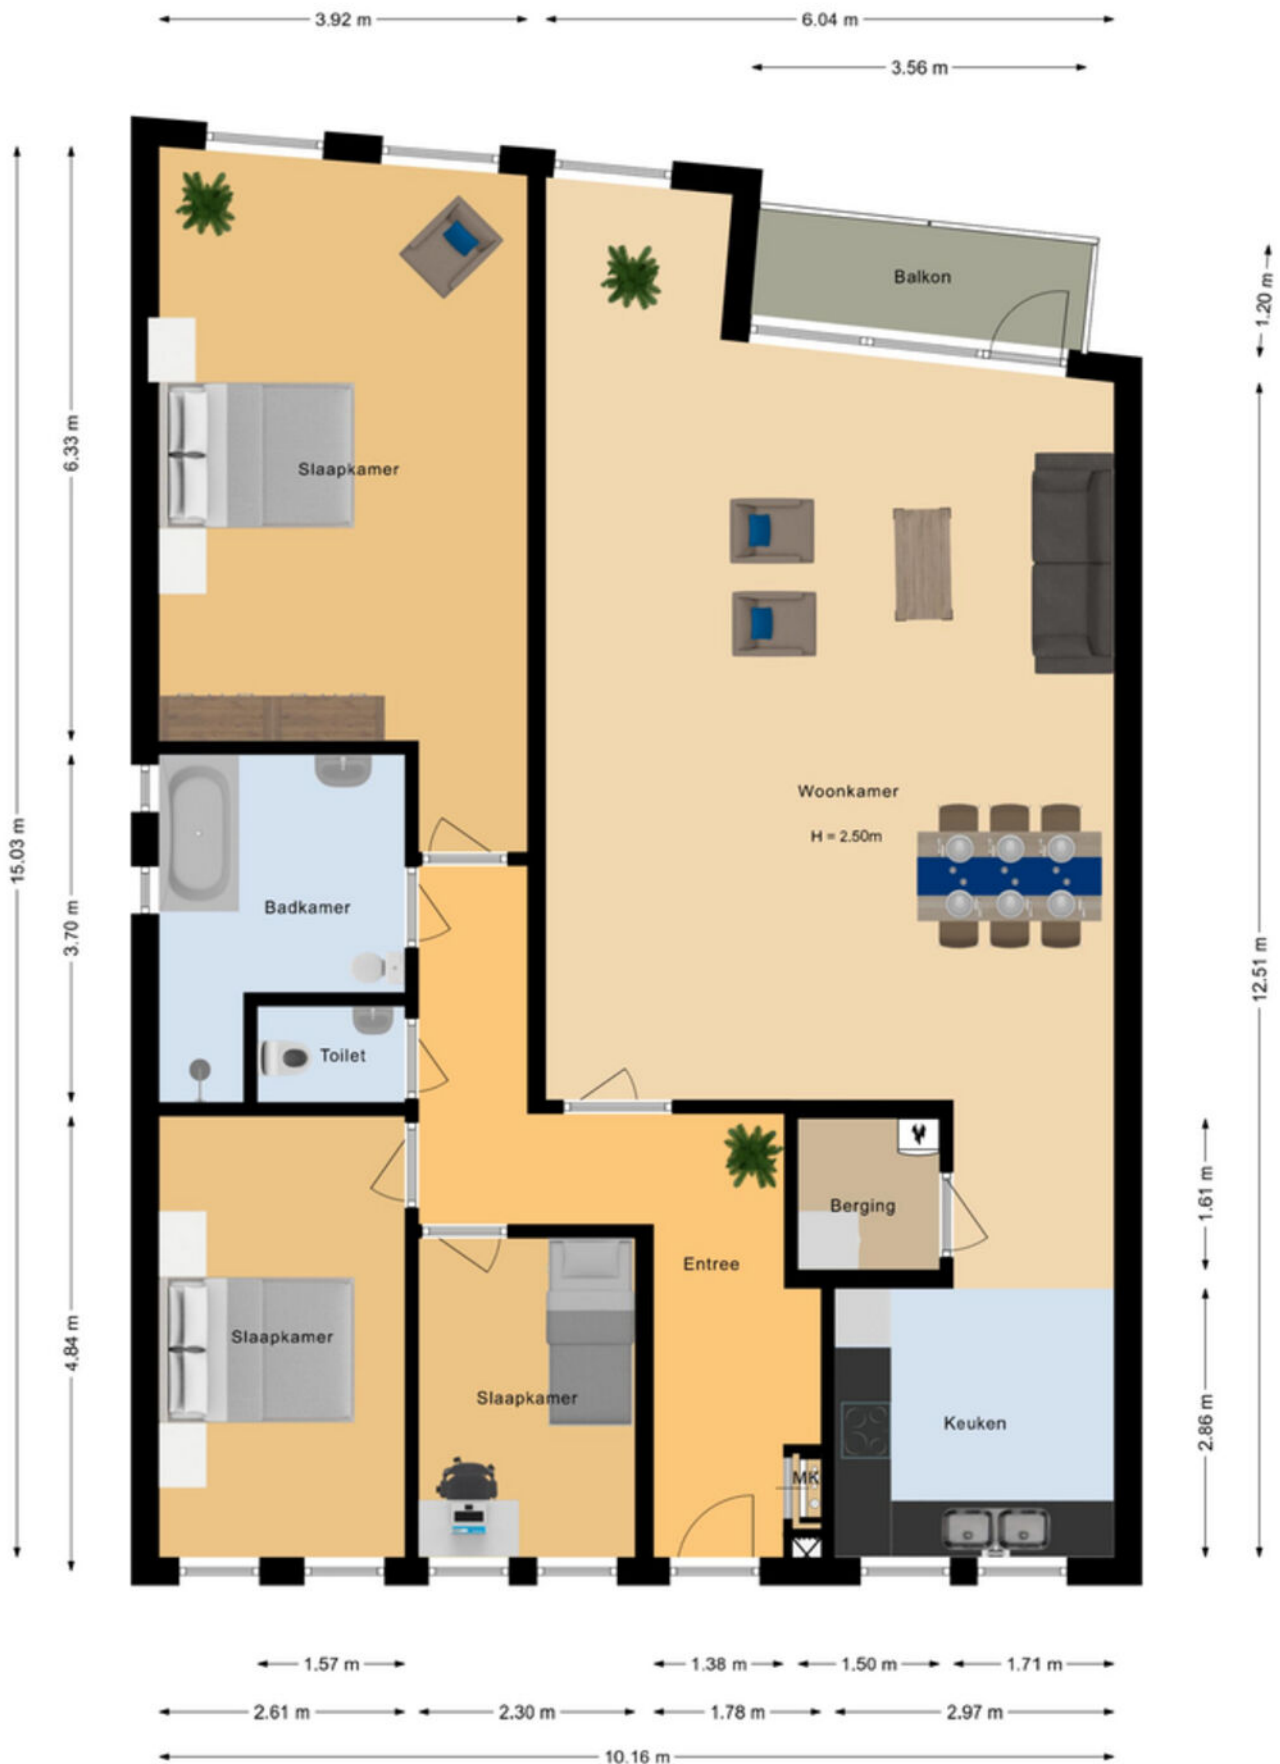 3.92 m
6.04 m
3.56 m
Balkon
1.20 m
6.33 m
Slaapkamer
Woonkamer
H = 2.50m
15.03 m
3.70 m
Badkamer
12.51 m
Toilet
Berging
1.61 m
Entree
4.84 m
Slaapkamer
Slaapkamer
Keuken
2.86 m
MK
1.57 m
1.38 m
1.50 m
1.71 m
2.61 m
2.30 m
1.78 m
2.97 m
10.16 m